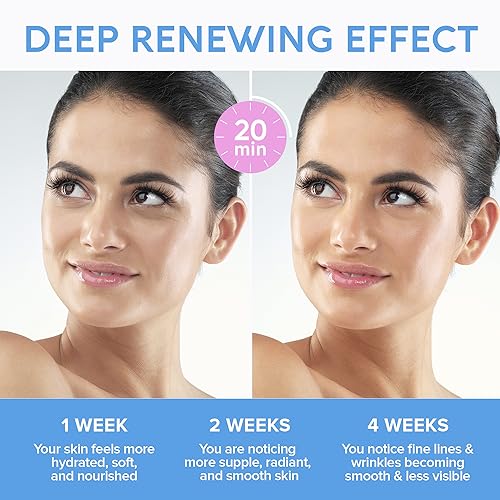 DEEP RENEWING EFFECT
20
min
1 WEEK
Your skin feels more
hydrated, soft,
and nourished
2 WEEKS
You are noticing
more supple, radiant,
and smooth skin
4 WEEKS
You notice fine lines &
wrinkles becoming
smooth & less visible